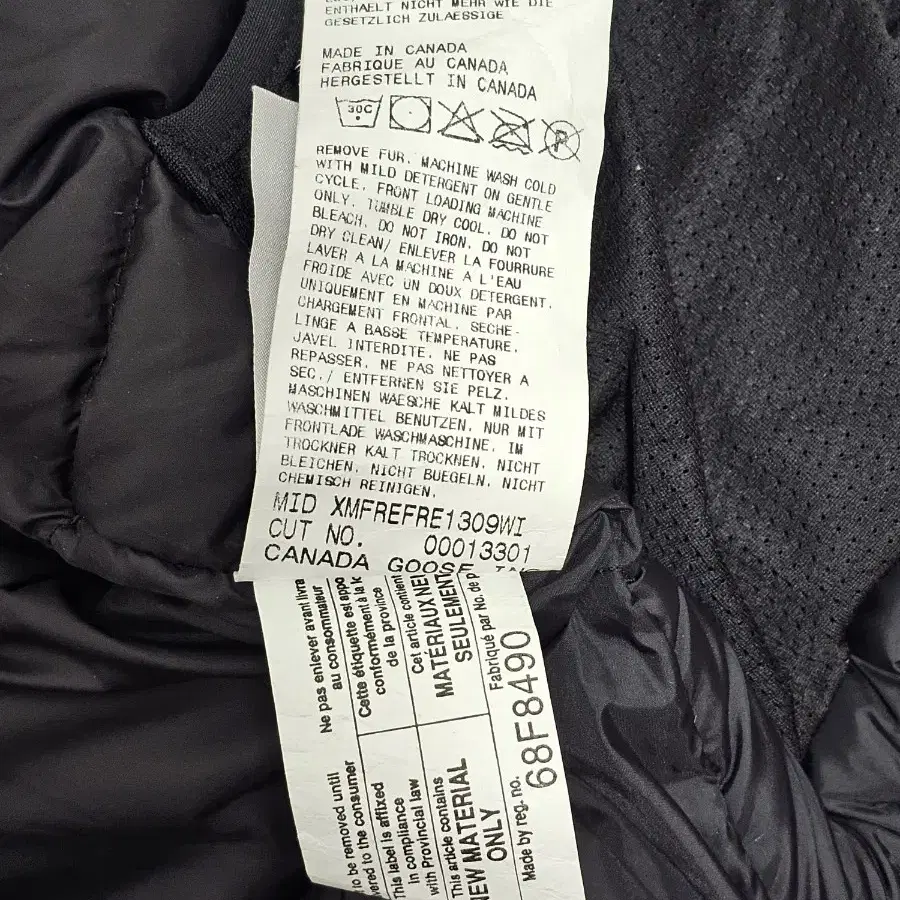 ENTHAELT NICHT MEHR WIE DIE
GESETZLICH ZULAESSIGE
MADE IN CANADA
FABRIQUE AU CANADA
HERGESTELLT IN CANADA
30C
P
REMOVE FUR. MACHINE WASH COLD
WITH MILD DETERGENT ON GENTLE
CYCLE, FRONT LOADING MACHINE
ONLY. TUMBLE DRY COOL. DO NOT
BLEACH. DO NOT IRON. DO NOT
DRY CLEAN/ ENLEVER LA FOURRURE
LAVER A LA MACHINE A L'EAU
FROIDE AVEC UN DOUX DETERGENT.
UNIQUEMENT EN MACHINE PAR
CHARGEMENT FRONTAL. SECHE-
LINGE A BASSE TEMPERATURE.
JAVEL INTERDITE. NE PAS
REPASSER. NE PAS NETTOYER A
SEC./ ENTFERNEN SIE PELZ.
MASCHINEN WAESCHE KALT MILDES
WASCHMITTEL BENUTZEN. NUR MIT
FRONTLADE WASCHMASCHINE. IM
TROCKNER KALT TROCKNEN. NICHT
BLEICHEN. NICHT BUEGELN. NICHT
CHEMISCH REINIGEN.
MID XMFREFRE1309WI
CUT NO. 00013301
CANADA GOOSE INC
Ne pas enlever avant livra
au consommateur
Cette étiquette est appo
conformément à la
de la province
Cet article contient
MATÉRIAUX NEU
SEULEMENT
Fabriqué par No. de p
to be removed until
ered to the consumer
This label is affixed
in compliance
with Provincial law
This article contains
NEW MATERIAL
ONLY
Made by reg. no.
68F8490